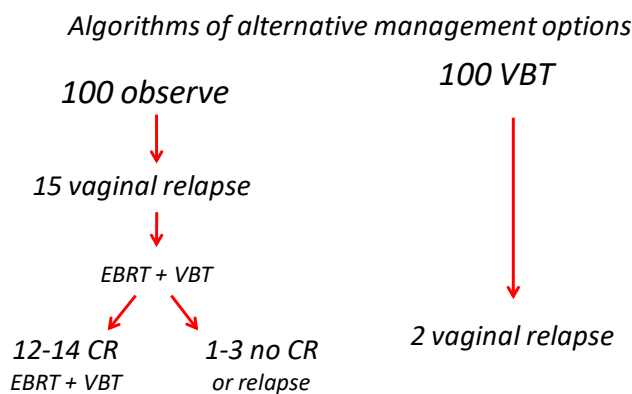 Algorithms of alternative management options
100 observe
100 VBT
15 vaginal relapse
EBRT + VBT
12-14 CR
EBRT + VBT
1-3 no CR
or relapse
2 vaginal relapse